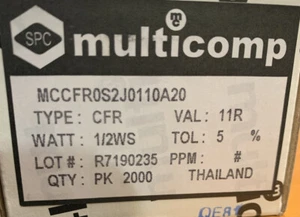 SPC mc multicomp
MCCFR0S2J0110A20
TYPE: CFR VAL: 11R
WATT: 1/2WS TOL: 5 %
LOT #: R7190235 PPM: #
QTY: PK 2000 THAILAND